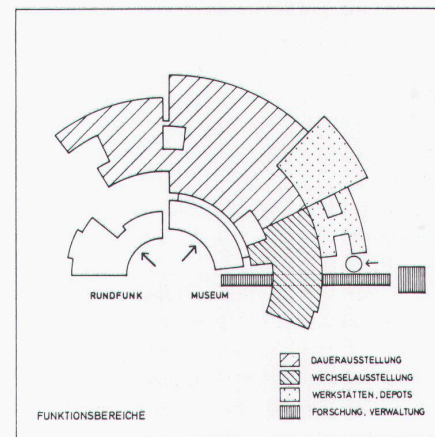 RUNDFUNK
MUSEUM
DAUERAUSSTELLUNG
WECHSELAUSSTELLUNG
WERKSTATTEN, DEPOTS
FORSCHUNG, VERWALTUNG
FUNKTIONSBEREICHE